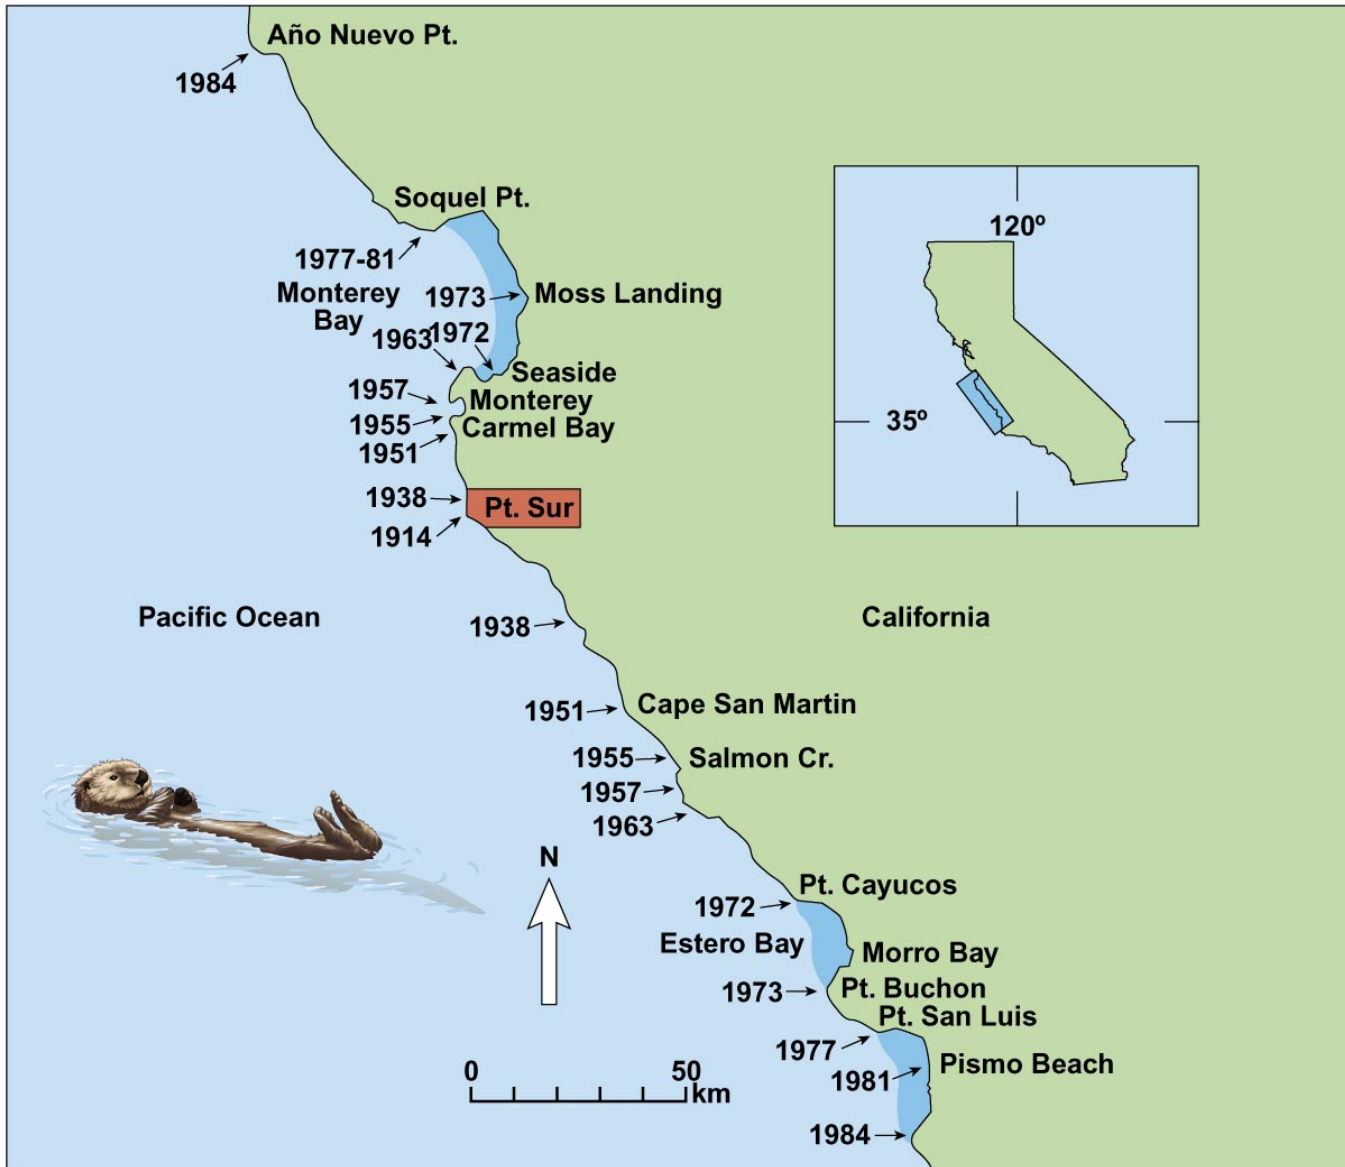 Año Nuevo Pt.
1984
Soquel Pt.
120º
1977-81
Monterey
Bay
1973
Moss Landing
1963
1972
Seaside
1957
Monterey
1955
Carmel Bay
35º
1951
1938
Pt. Sur
1914
Pacific Ocean
California
1938
1951
Cape San Martin
1955
Salmon Cr.
1957
1963
N
Pt. Cayucos
1972
Estero Bay
Morro Bay
1973
Pt. Buchon
Pt. San Luis
1977
Pismo Beach
1981
0
50
km
1984